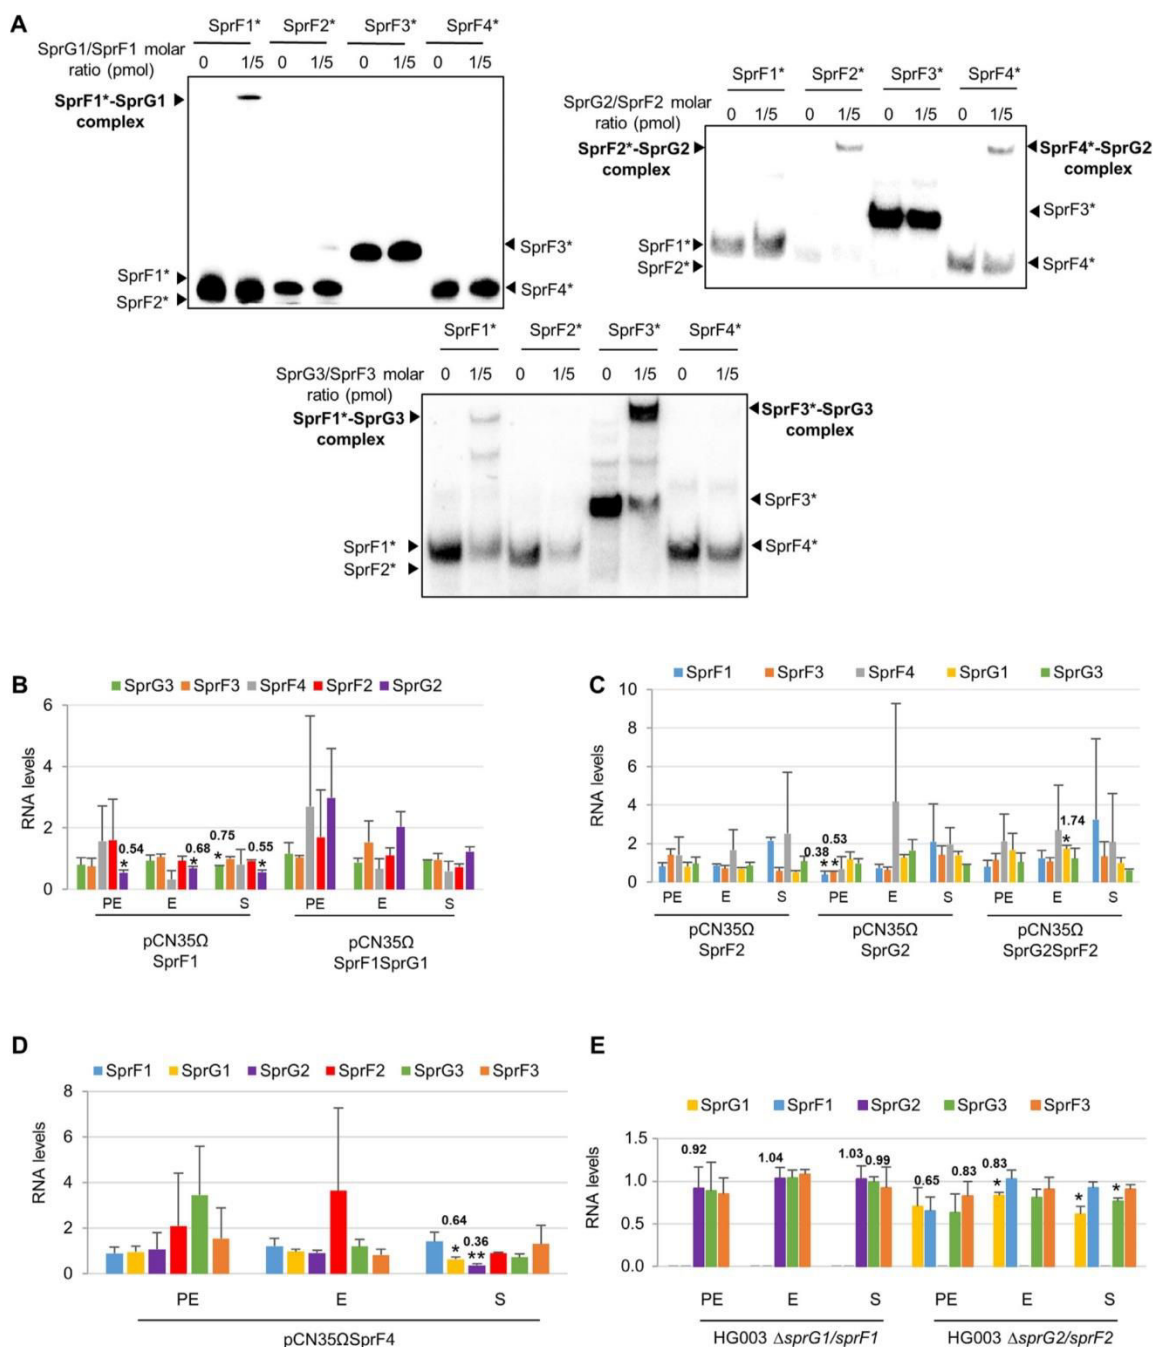 A
SprF1* SprF2* SprF3* SprF4*
SprG1/SprF1 molar
ratio (pmol)
0 1/5 0 1/5 0 1/5 0 1/5
SprF1*-SprG1
complex
SprF3*
SprF1*
SprF2*
SprF4*
SprF1* SprF2* SprF3* SprF4*
SprG2/SprF2 molar
ratio (pmol)
0 1/5 0 1/5 0 1/5 0 1/5
SprF2*-SprG2
complex
SprF4*-SprG2
complex
SprF3*
SprF1*
SprF2*
SprF4*
SprF1* SprF2* SprF3* SprF4*
SprG3/SprF3 molar
ratio (pmol)
0 1/5 0 1/5 0 1/5 0 1/5
SprF1*-SprG3
complex
SprF3*-SprG3
complex
SprF3*
SprF1*
SprF2*
SprF4*
B
SprG3 SprF3 SprF4 SprF2 SprG2
RNA levels
6
4
2
0
0.54 * 0.68 * 0.75 * 0.55 *
PE E S PE E S
pCN35Ω
SprF1
pCN35Ω
SprF1SprG1
C
SprF1 SprF3 SprF4 SprG1 SprG3
RNA levels
10
8
6
4
2
0
0.38 * 0.53 * 1.74 *
PE E S PE E S PE E S
pCN35Ω
SprF2
pCN35Ω
SprG2
pCN35Ω
SprG2SprF2
D
SprF1 SprG1 SprG2 SprF2 SprG3 SprF3
RNA levels
8
6
4
2
0
0.64 * 0.36 **
PE E S
pCN35ΩSprF4
E
SprG1 SprF1 SprG2 SprG3 SprF3
RNA levels
1.5
1.0
0.5
0.0
0.92 1.04 1.03 0.99 0.65 0.83 0.83 * * *
PE E S PE E S
HG003 ΔsprG1/sprF1
HG003 ΔsprG2/sprF2